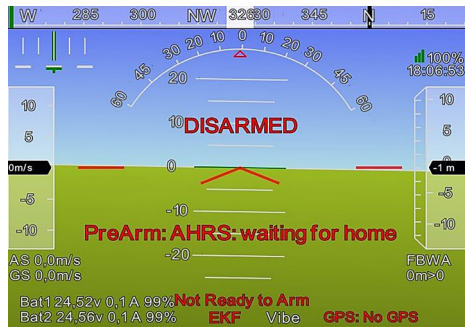 W 285 300 NW 32630 345 N 15
60 45 30 20 10 0 10 20 30 45 60
100%
18:06:53
20
10 10
5 5
10
DISARMED
0m/s 0 -1 m
-5 -5
-10 -10 -10
PreArm: AHRS: waiting for home
-20
AS 0,0m/s FBWA
GS 0,0m/s 0m>0
Bat1 24,52v 0,1 A 99% Not Ready to Arm
Bat2 24,56v 0,1 A 99% EKF Vibe GPS: No GPS